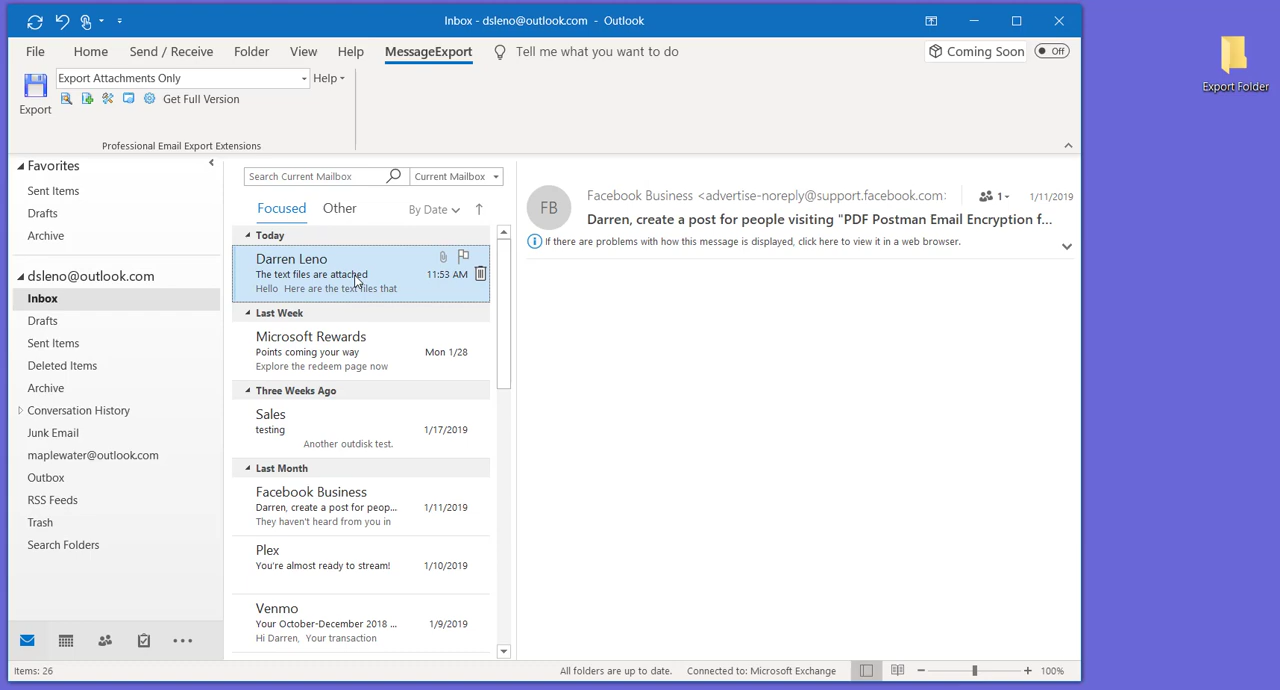 Inbox - dsleno@outlook.com - Outlook
File Home Send / Receive Folder View Help MessageExport Tell me what you want to do Coming Soon Off
Export Attachments Only Help
Export
Get Full Version
Professional Email Export Extensions
Export Folder
Favorites
Sent Items
Drafts
Archive
dsleno@outlook.com
Inbox
Drafts
Sent Items
Deleted Items
Archive
Conversation History
Junk Email
maplewater@outlook.com
Outbox
RSS Feeds
Trash
Search Folders
Search Current Mailbox Current Mailbox
Focused Other By Date
Today
Darren Leno
The text files are attached 11:53 AM
Hello Here are the text files that
Last Week
Microsoft Rewards
Points coming your way Mon 1/28
Explore the redeem page now
Three Weeks Ago
Sales
testing 1/17/2019
Another outdisk test.
Last Month
Facebook Business
Darren, create a post for peop... 1/11/2019
They haven't heard from you in
Plex
You're almost ready to stream! 1/10/2019
Venmo
Your October-December 2018 ... 1/9/2019
Hi Darren, Your transaction
FB
Facebook Business <advertise-noreply@support.facebook.com: 1 1/11/2019
Darren, create a post for people visiting "PDF Postman Email Encryption f...
If there are problems with how this message is displayed, click here to view it in a web browser.
Items: 26 All folders are up to date. Connected to: Microsoft Exchange 100%